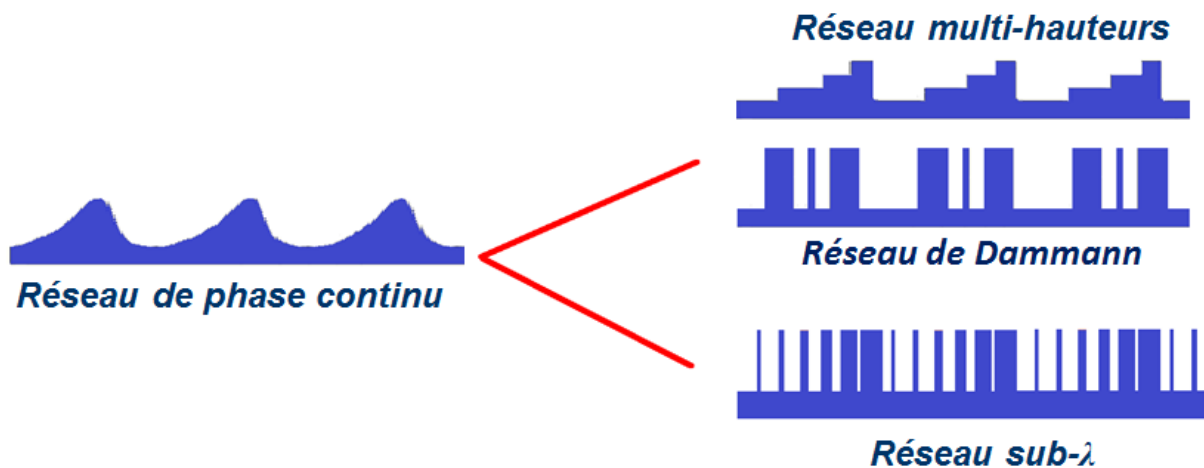 Réseau multi-hauteurs
Réseau de Dammann
Réseau de phase continu
Réseau sub-λ